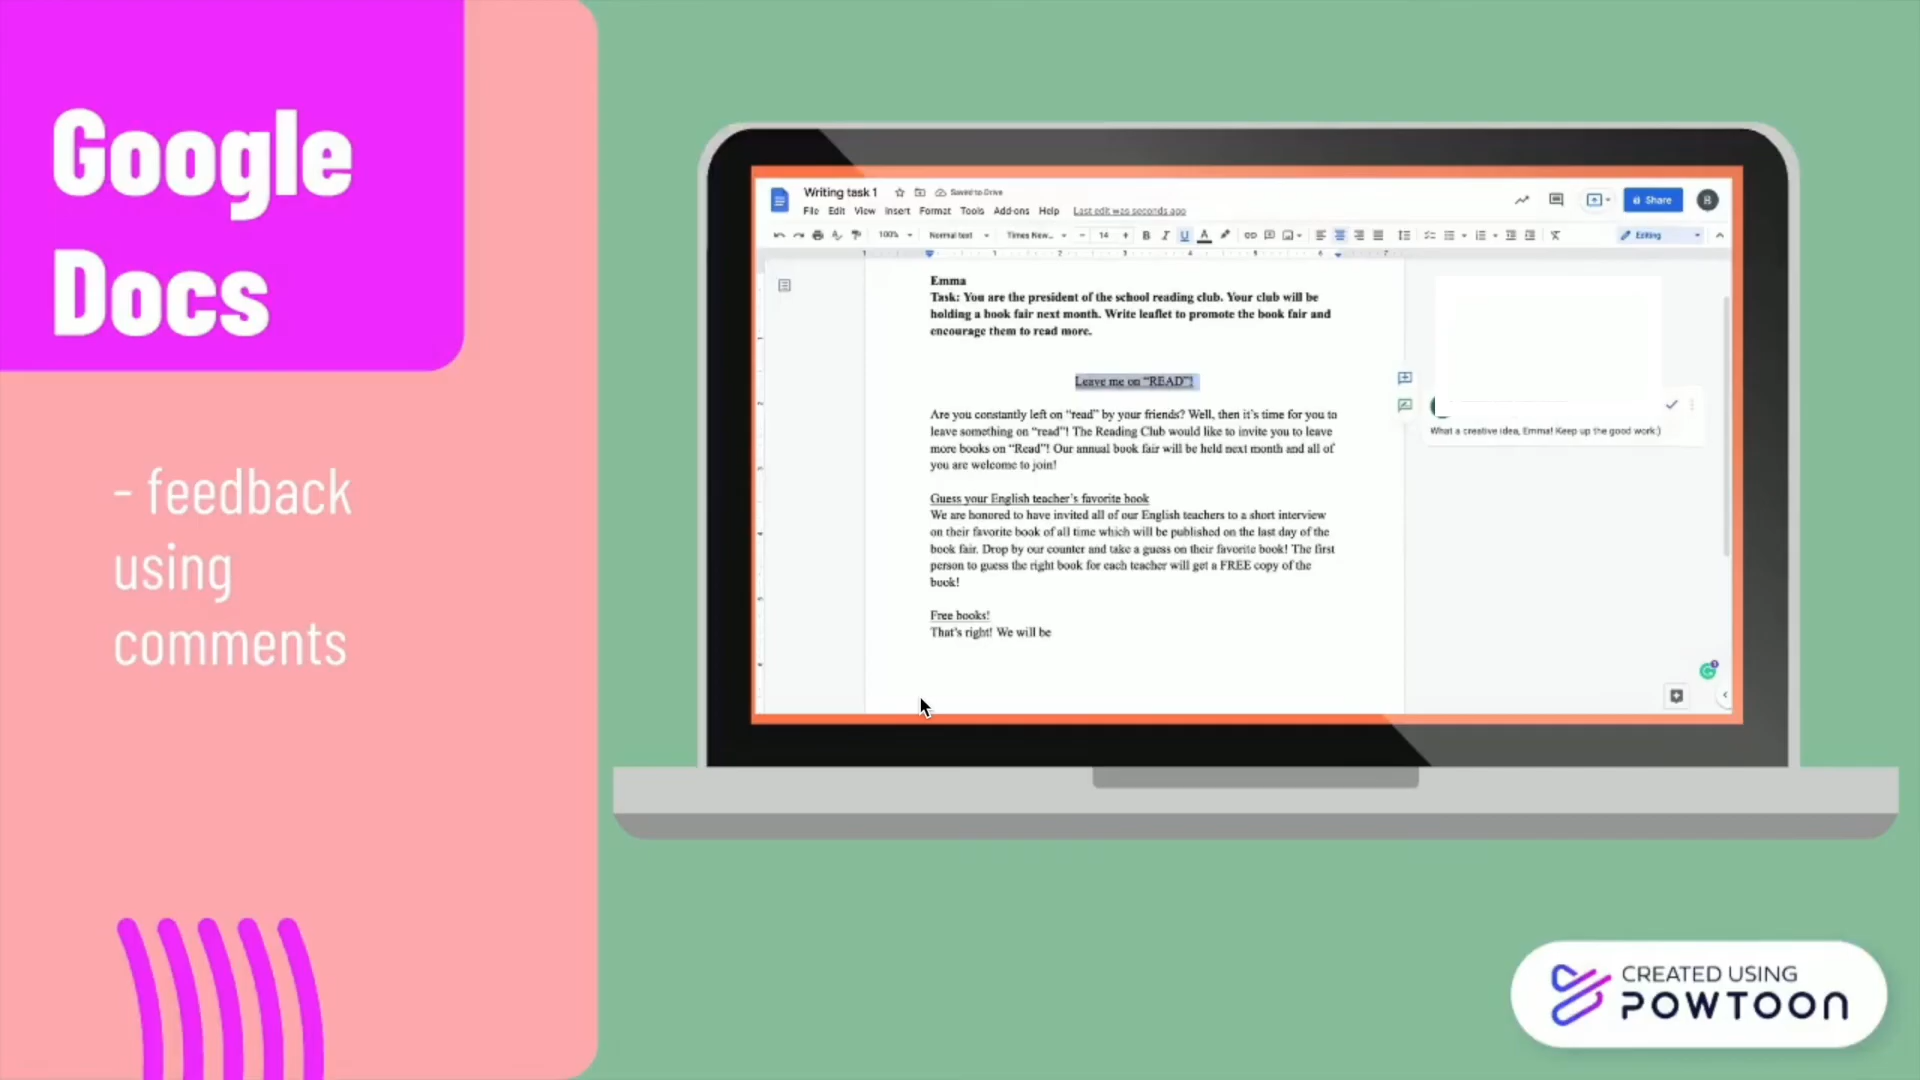 Google
Docs
- feedback
using
comments
Writing task 1
Saved to Drive
File Edit View Insert Format Tools Add-ons Help Last edit was seconds ago
Share
B
100% Normal text Times New... - 14 + B I U A
Editing
1 1 2 3 4 5 6 7
Emma
Task: You are the president of the school reading club. Your club will be
holding a book fair next month. Write leaflet to promote the book fair and
encourage them to read more.
Leave me on “READ”!
Are you constantly left on “read” by your friends? Well, then it’s time for you to
leave something on “read”! The Reading Club would like to invite you to leave
more books on “Read”! Our annual book fair will be held next month and all of
you are welcome to join!
What a creative idea, Emma! Keep up the good work:)
Guess your English teacher’s favorite book
We are honored to have invited all of our English teachers to a short interview
on their favorite book of all time which will be published on the last day of the
book fair. Drop by our counter and take a guess on their favorite book! The first
person to guess the right book for each teacher will get a FREE copy of the
book!
Free books!
That’s right! We will be
CREATED USING
POWTOON